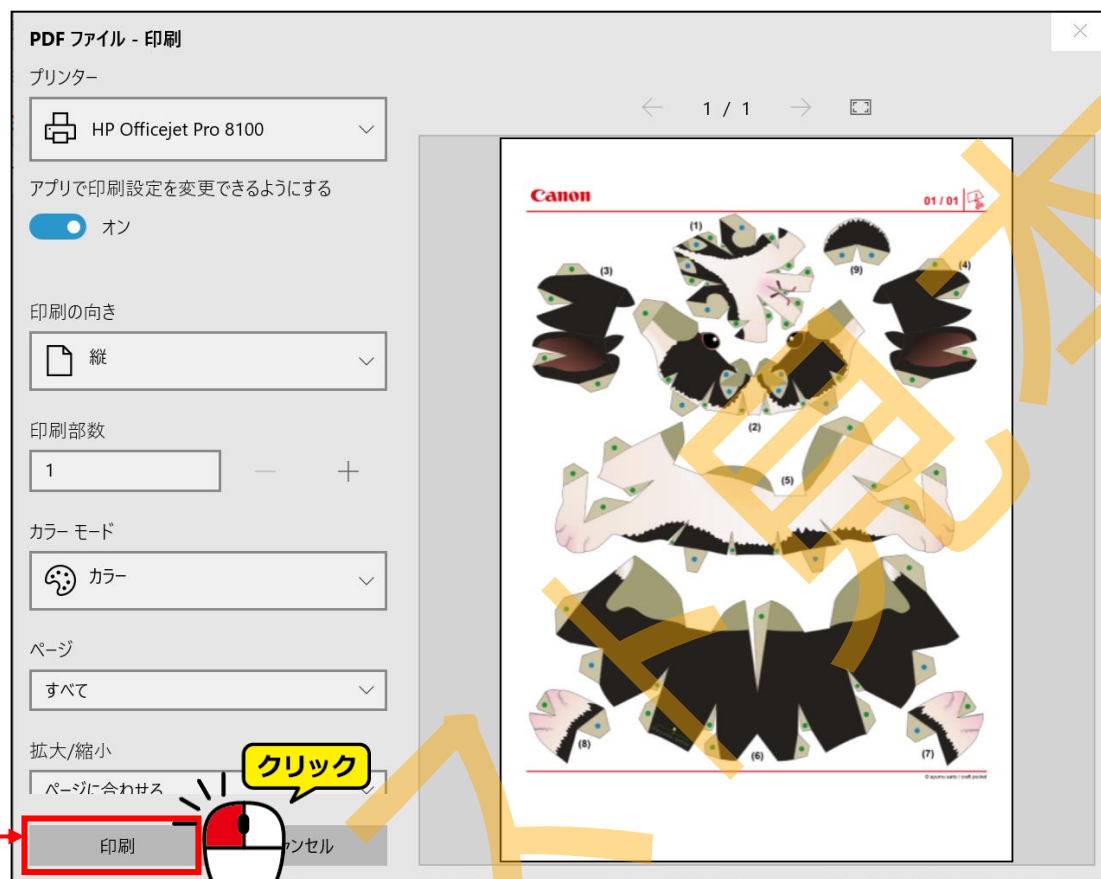 PDF ファイル - 印刷
プリンター
HP Officejet Pro 8100
アプリで印刷設定を変更できるようにする
オン
印刷の向き
縦
印刷部数
1
カラー モード
カラー
ページ
すべて
拡大/縮小
ページに合わせる
クリック
印刷
ンセル
1 / 1
Canon
01 / 01
(1)
(9)
(3)
(4)
(2)
(5)
(8)
(6)
(7)